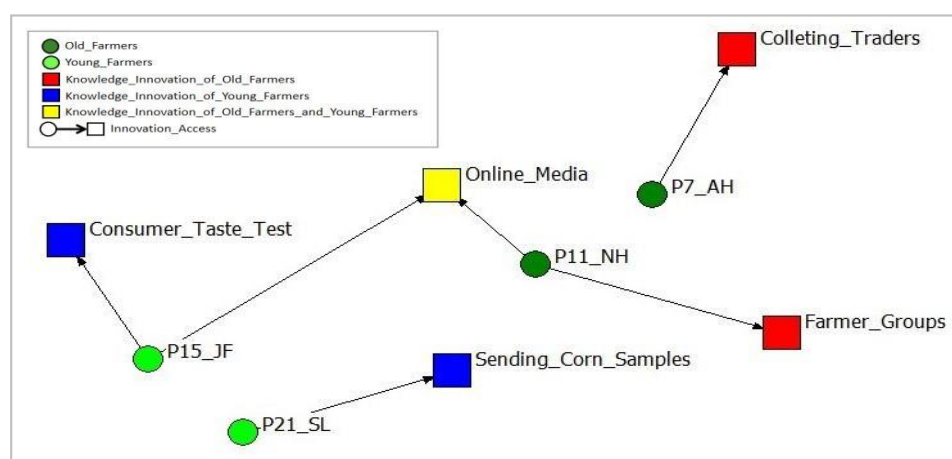 Old_Farmers
Young_Farmers
Knowledge_Innovation_of_Old_Farmers
Knowledge_Innovation_of_Young_Farmers
Knowledge_Innovation_of_Old_Farmers_and_Young_Farmers
Innovation_Access
Colleting_Traders
Online_Media
P7_AH
Consumer_Taste_Test
P11_NH
Farmer_Groups
P15_JF
Sending_Corn_Samples
P21_SL